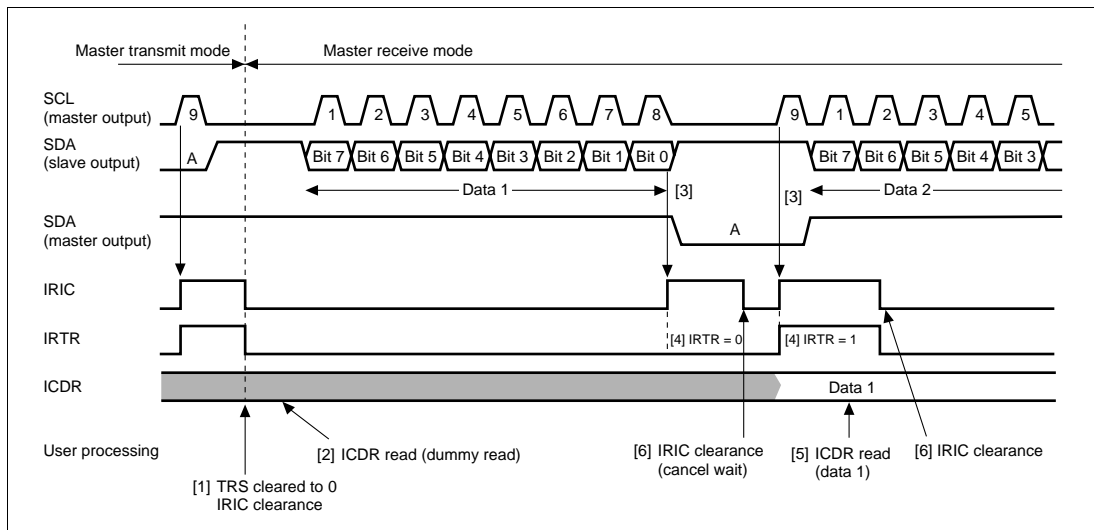 Master transmit mode
Master receive mode
SCL
(master output)
9
1
2
3
4
5
6
7
8
9
1
2
3
4
5
SDA
(slave output)
A
Bit 7
Bit 6
Bit 5
Bit 4
Bit 3
Bit 2
Bit 1
Bit 0
Bit 7
Bit 6
Bit 5
Bit 4
Bit 3
Data 1
[3]
[3]
Data 2
SDA
(master output)
A
IRIC
IRTR
[4] IRTR = 0
[4] IRTR = 1
ICDR
Data 1
User processing
[1] TRS cleared to 0
IRIC clearance
[2] ICDR read (dummy read)
[6] IRIC clearance
(cancel wait)
[5] ICDR read
(data 1)
[6] IRIC clearance